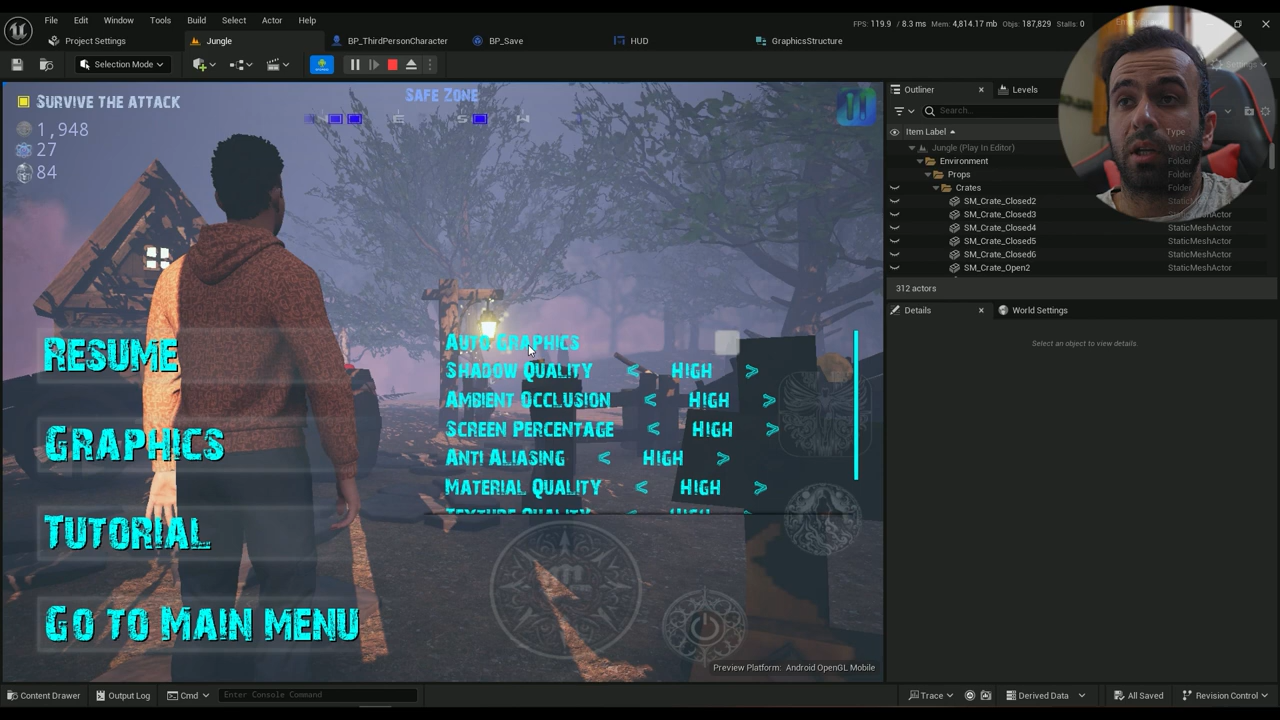 File Edit Window Tools Build Select Actor Help
FPS: 119.9 / 8.3 ms Mem: 4,814.17 mb Objs: 187,829 Stalls: 0
Project Settings Jungle BP_ThirdPersonCharacter BP_Save HUD GraphicsStructure
Selection Mode
Survive the attack
1,948
27
84
Safe Zone
E S W
Resume
Graphics
Tutorial
Go to Main menu
Auto Graphics
Shadow Quality < High >
Ambient Occlusion < High >
Screen Percentage < High >
Anti Aliasing < High >
Material Quality < High >
Texture Quality < High >
Preview Platform: Android OpenGL Mobile
Outliner Levels
Search...
Item Label Type
Jungle (Play In Editor) World
Environment Folder
Props Folder
Crates Folder
SM_Crate_Closed2
SM_Crate_Closed3 StaticMeshActor
SM_Crate_Closed4 StaticMeshActor
SM_Crate_Closed5 StaticMeshActor
SM_Crate_Closed6 StaticMeshActor
SM_Crate_Open2 StaticMeshActor
312 actors
Details World Settings
Select an object to view details.
Content Drawer Output Log Cmd Enter Console Command
Trace Derived Data All Saved Revision Control